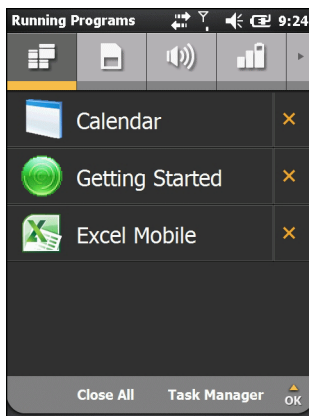 Running Programs 9:24
Calendar
Getting Started
Excel Mobile
Close All Task Manager OK